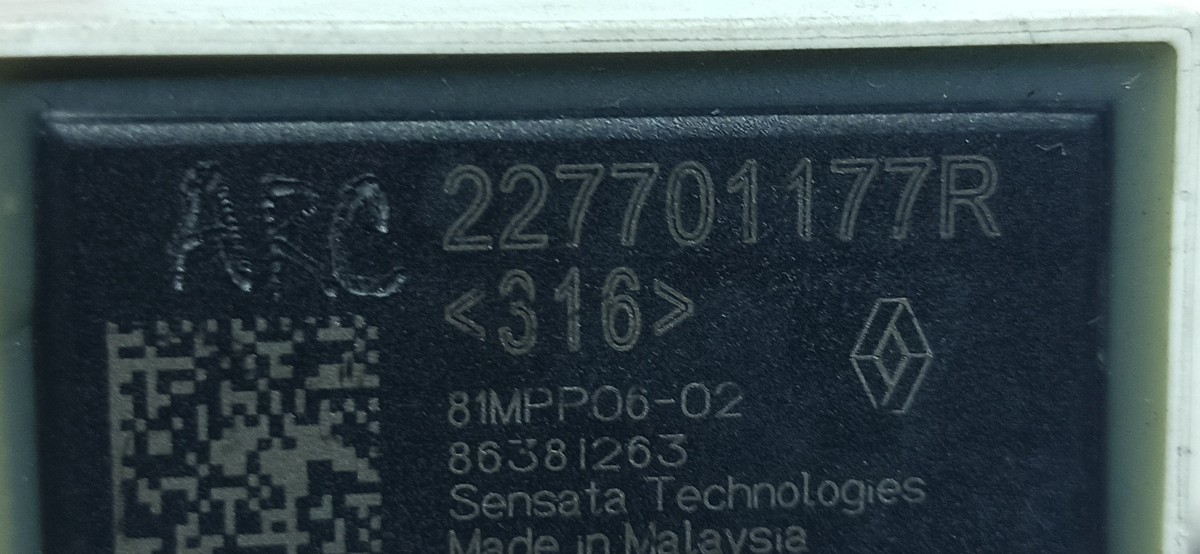 ARC 227701177R
<316>
81MPP06-02
86381263
Sensata Technologies
Made in Malaysia